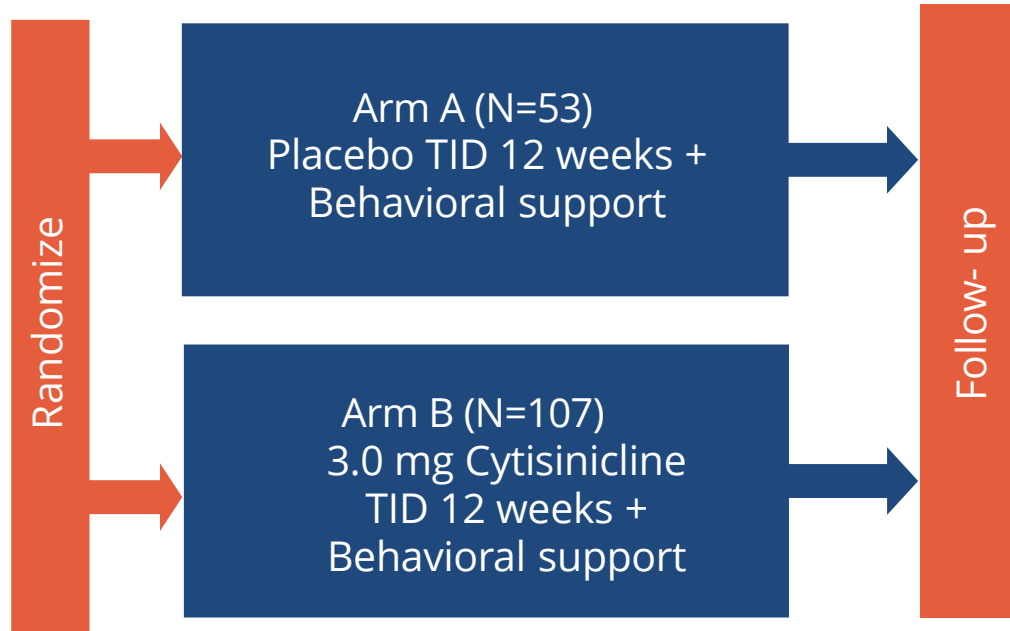 Randomize
Arm A (N=53)
Placebo TID 12 weeks +
Behavioral support
Arm B (N=107)
3.0 mg Cytisinicline
TID 12 weeks +
Behavioral support
Follow- up